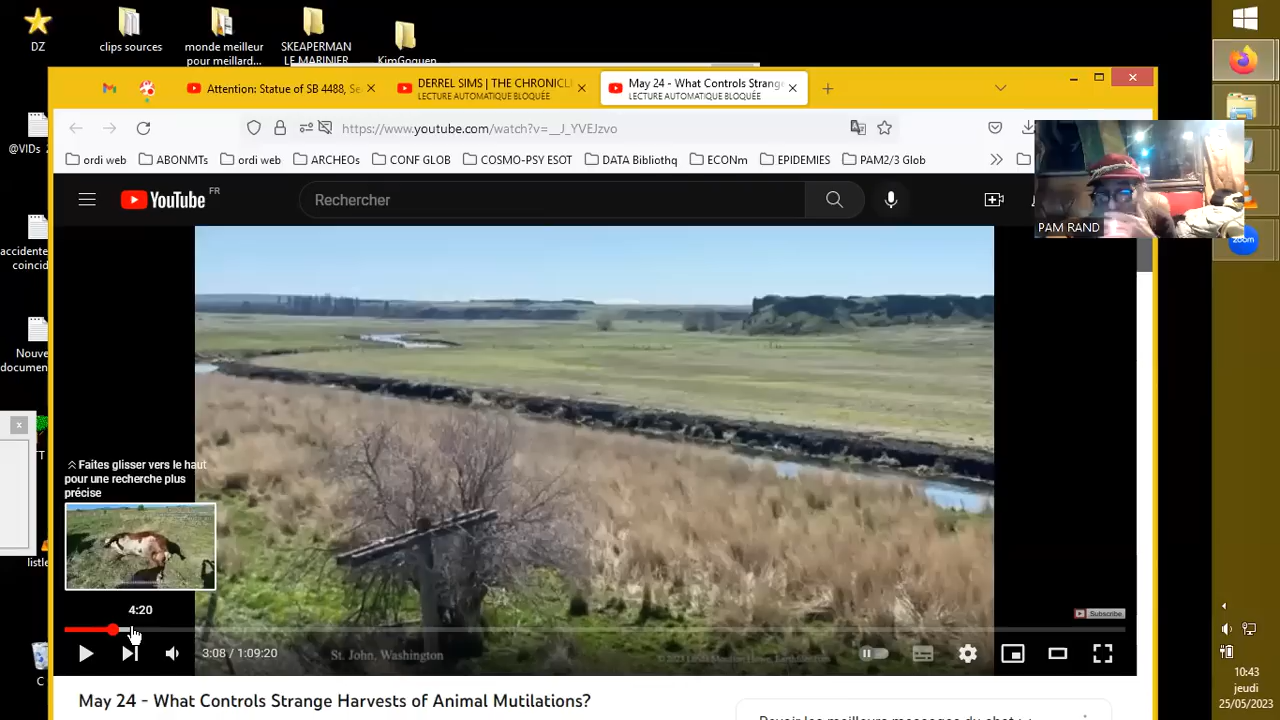 DZ
clips sources
monde meilleur
pour meillard...
SKEAPERMAN
LE MARINIER
KimGoguen
Attention: Statue of SB 4488, Se
DERREL SIMS | THE CHRONICL
LECTURE AUTOMATIQUE BLOQUÉE
May 24 - What Controls Strange
LECTURE AUTOMATIQUE BLOQUÉE
https://www.youtube.com/watch?v=__J_YVEJzvo
@VIDs
ordi web
ABONMTs
ordi web
ARCHEOs
CONF GLOB
COSMO-PSY ESOT
DATA Bibliothq
ECONm
EPIDEMIES
PAM2/3 Glob
YouTube FR
Rechercher
PAM RAND
zoom
accidente
coincid
Nouve
documen
Faites glisser vers le haut
pour une recherche plus
précise
4:20
Subscribe
3:08 / 1:09:20
St. John, Washington
listle
C
May 24 - What Controls Strange Harvests of Animal Mutilations?
10:43
jeudi
25/05/2023